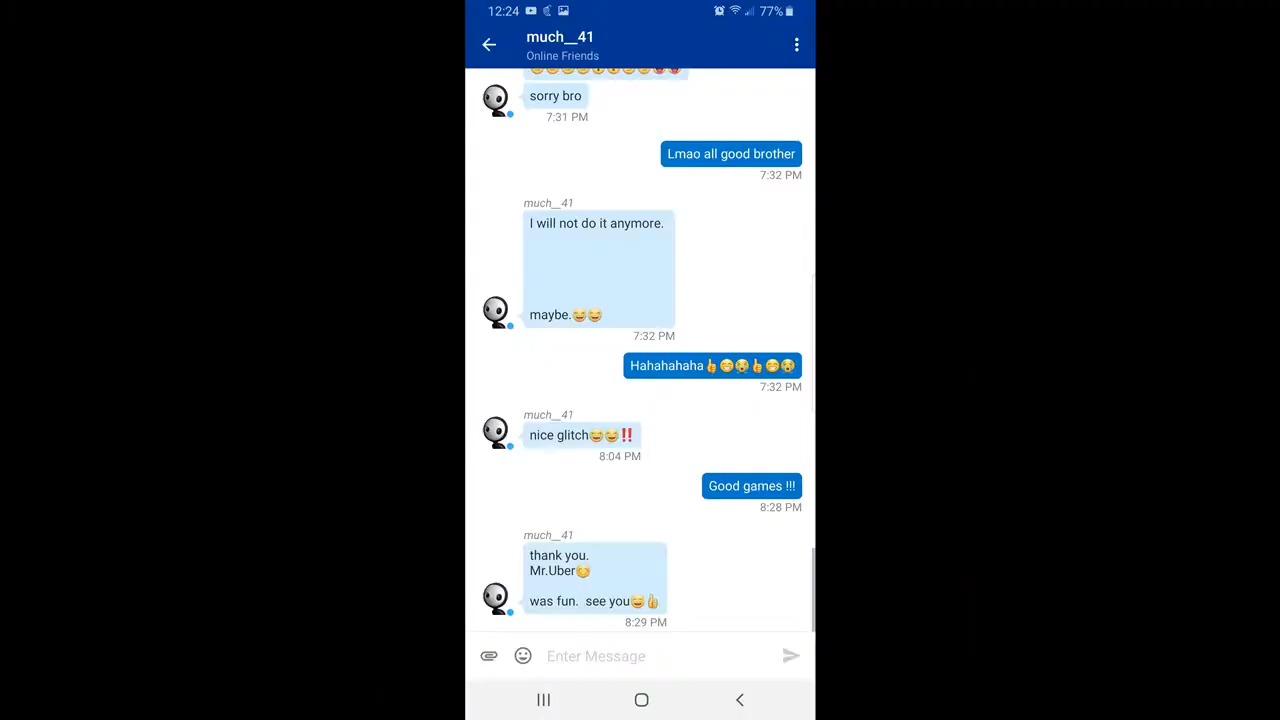 12:24
77%
much__41
Online Friends
sorry bro
7:31 PM
Lmao all good brother
7:32 PM
much__41
I will not do it anymore.
maybe.😅😅
7:32 PM
Hahahahaha👍😁😢👍😁😢
7:32 PM
much__41
nice glitch😂😅‼️
8:04 PM
Good games !!!
8:28 PM
much__41
thank you.
Mr.Uber😊
was fun.  see you😄👍
8:29 PM
Enter Message